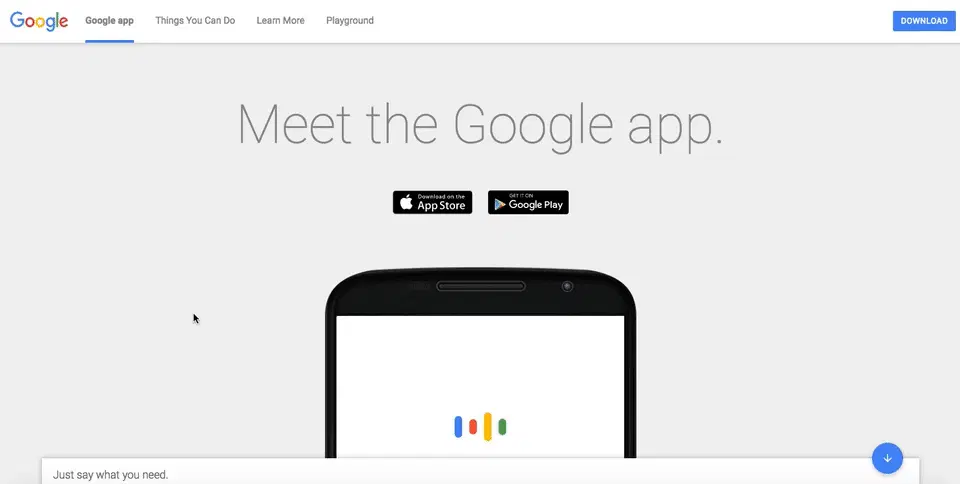 Google
Google app
Things You Can Do
Learn More
Playground
DOWNLOAD
Meet the Google app.
Download on the
App Store
GET IT ON
Google Play
Just say what you need.